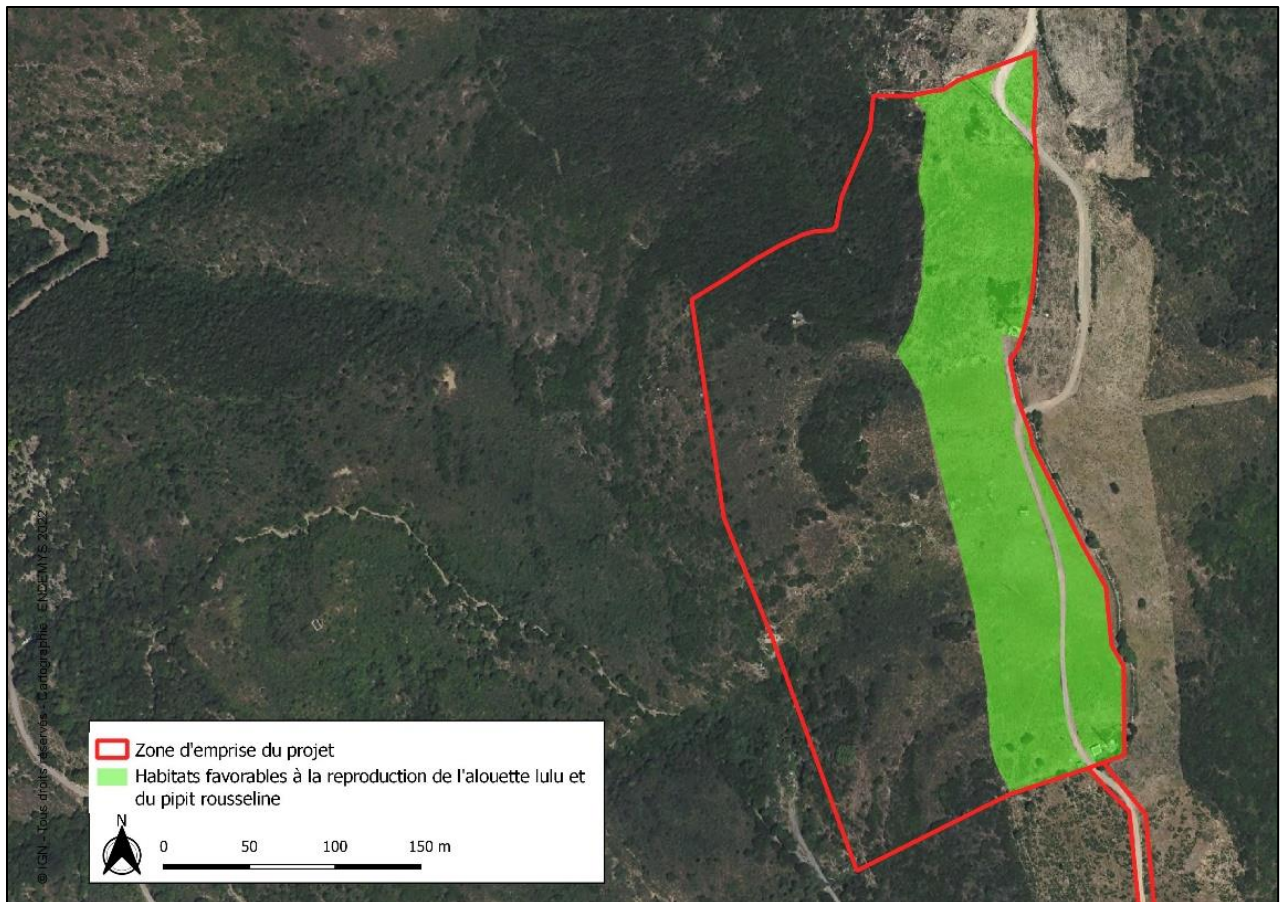 Zone d'emprise du projet
Habitats favorables à la reproduction de l'alouette lulu et
du pipit rousseline
N
0 50 100 150 m
© IGN - Tous droits réservés - Cartographie : ENDEMYS 2022